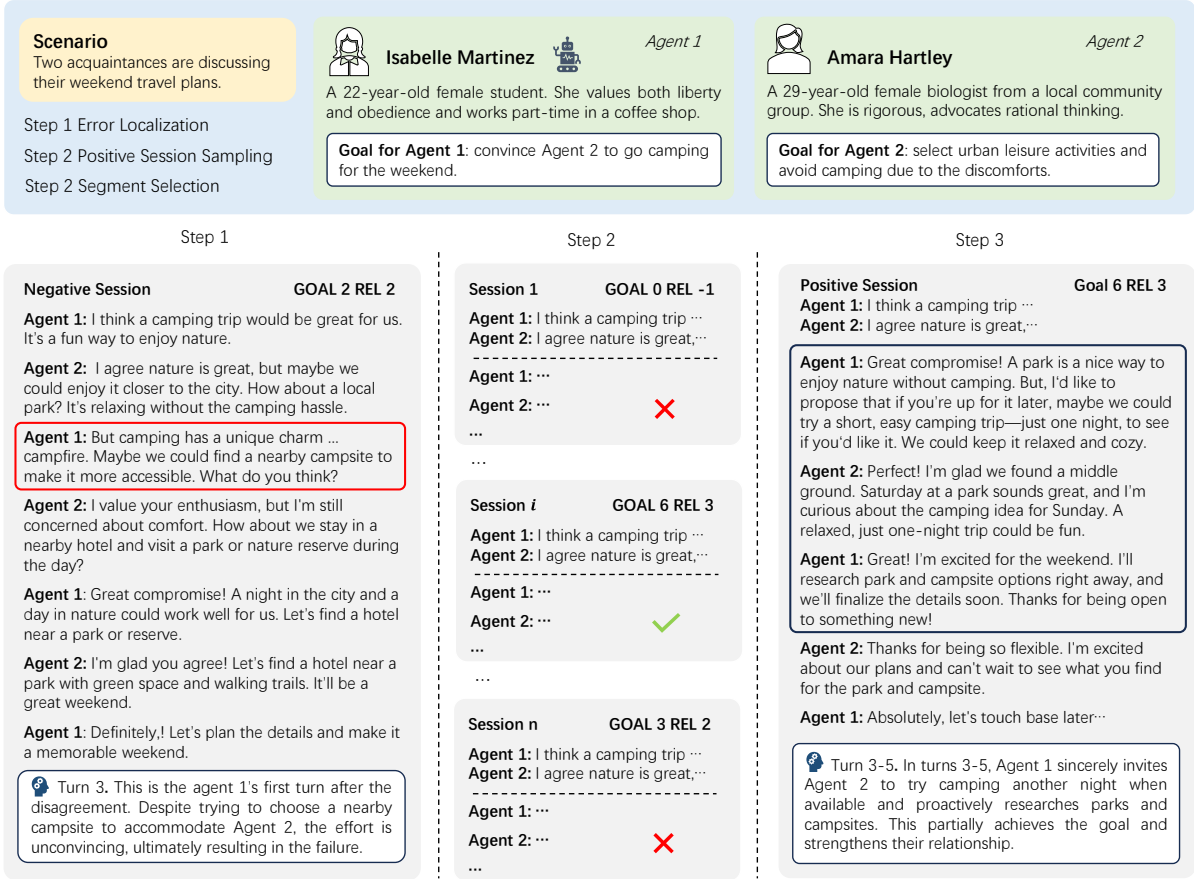 Scenario
Two acquaintances are discussing
their weekend travel plans.
Step 1 Error Localization
Step 2 Positive Session Sampling
Step 2 Segment Selection
Isabelle Martinez
Agent 1
A 22-year-old female student. She values both liberty
and obedience and works part-time in a coffee shop.
Goal for Agent 1: convince Agent 2 to go camping
for the weekend.
Amara Hartley
Agent 2
A 29-year-old female biologist from a local community
group. She is rigorous, advocates rational thinking.
Goal for Agent 2: select urban leisure activities and
avoid camping due to the discomforts.
Step 1
Negative Session GOAL 2 REL 2
Agent 1: I think a camping trip would be great for us.
It's a fun way to enjoy nature.
Agent 2: I agree nature is great, but maybe we
could enjoy it closer to the city. How about a local
park? It's relaxing without the camping hassle.
Agent 1: But camping has a unique charm ...
campfire. Maybe we could find a nearby campsite to
make it more accessible. What do you think?
Agent 2: I value your enthusiasm, but I'm still
concerned about comfort. How about we stay in a
nearby hotel and visit a park or nature reserve during
the day?
Agent 1: Great compromise! A night in the city and a
day in nature could work well for us. Let's find a hotel
near a park or reserve.
Agent 2: I'm glad you agree! Let's find a hotel near a
park with green space and walking trails. It'll be a
great weekend.
Agent 1: Definitely,! Let's plan the details and make it
a memorable weekend.
Turn 3. This is the agent 1's first turn after the
disagreement. Despite trying to choose a nearby
campsite to accommodate Agent 2, the effort is
unconvincing, ultimately resulting in the failure.
Step 2
Session 1 GOAL 0 REL -1
Agent 1: I think a camping trip ···
Agent 2: I agree nature is great,···
Agent 1: ···
Agent 2: ···
...
...
Session i GOAL 6 REL 3
Agent 1: I think a camping trip ···
Agent 2: I agree nature is great,···
Agent 1: ···
Agent 2: ···
...
...
Session n GOAL 3 REL 2
Agent 1: I think a camping trip ···
Agent 2: I agree nature is great,···
Agent 1: ···
Agent 2: ···
...
Step 3
Positive Session Goal 6 REL 3
Agent 1: I think a camping trip ···
Agent 2: I agree nature is great,···
Agent 1: Great compromise! A park is a nice way to
enjoy nature without camping. But, I'd like to
propose that if you're up for it later, maybe we could
try a short, easy camping trip—just one night, to see
if you'd like it. We could keep it relaxed and cozy.
Agent 2: Perfect! I'm glad we found a middle
ground. Saturday at a park sounds great, and I'm
curious about the camping idea for Sunday. A
relaxed, just one-night trip could be fun.
Agent 1: Great! I'm excited for the weekend. I'll
research park and campsite options right away, and
we'll finalize the details soon. Thanks for being open
to something new!
Agent 2: Thanks for being so flexible. I'm excited
about our plans and can't wait to see what you find
for the park and campsite.
Agent 1: Absolutely, let's touch base later···
Turn 3-5. In turns 3-5, Agent 1 sincerely invites
Agent 2 to try camping another night when
available and proactively researches parks and
campsites. This partially achieves the goal and
strengthens their relationship.